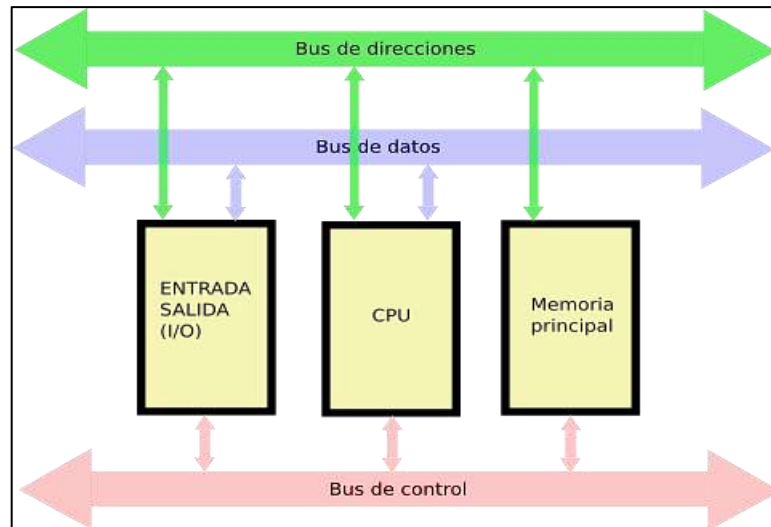 Bus de direcciones
Bus de datos
ENTRADA
SALIDA
(I/O)
CPU
Memoria
principal
Bus de control